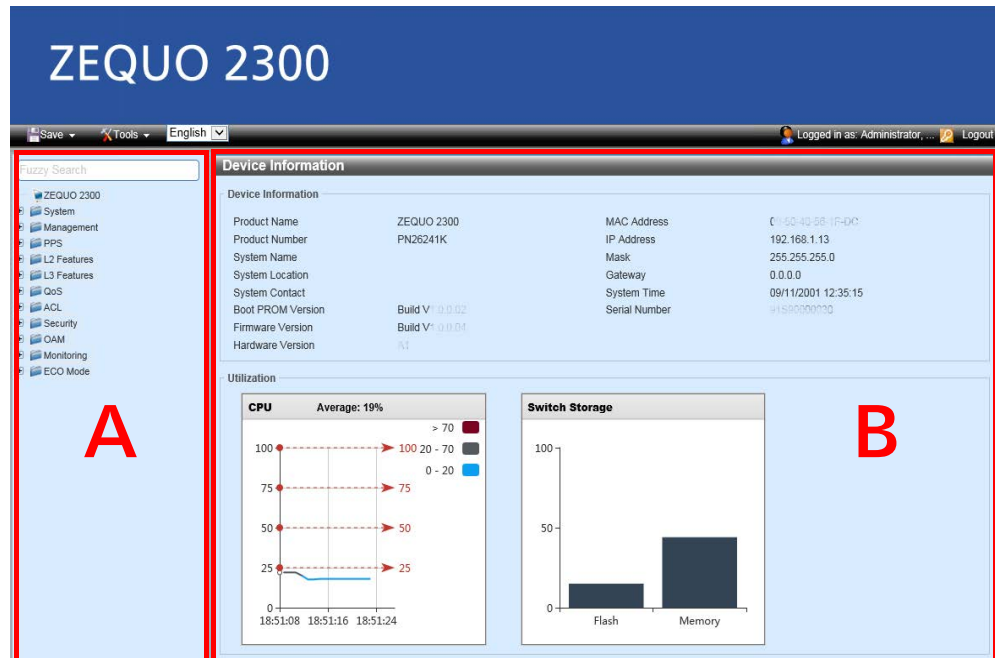 ZEQUO 2300
Save Tools English Logged in as: Administrator, ... Logout
Fuzzy Search
ZEQUO 2300
System
Management
PPS
L2 Features
L3 Features
QoS
ACL
Security
OAM
Monitoring
ECO Mode
A
Device Information
Device Information
Product Name ZEQUO 2300 MAC Address
Product Number PN26241K IP Address 192.168.1.13
System Name Mask 255.255.255.0
System Location Gateway 0.0.0.0
System Contact System Time 09/11/2001 12:35:15
Boot PROM Version Build Serial Number
Firmware Version Build
Hardware Version
Utilization
CPU Average: 19%
> 70
20 - 70
0 - 20
100 100
75 75
50 50
25 25
0
18:51:08 18:51:16 18:51:24
Switch Storage
100
50
0
Flash Memory
B